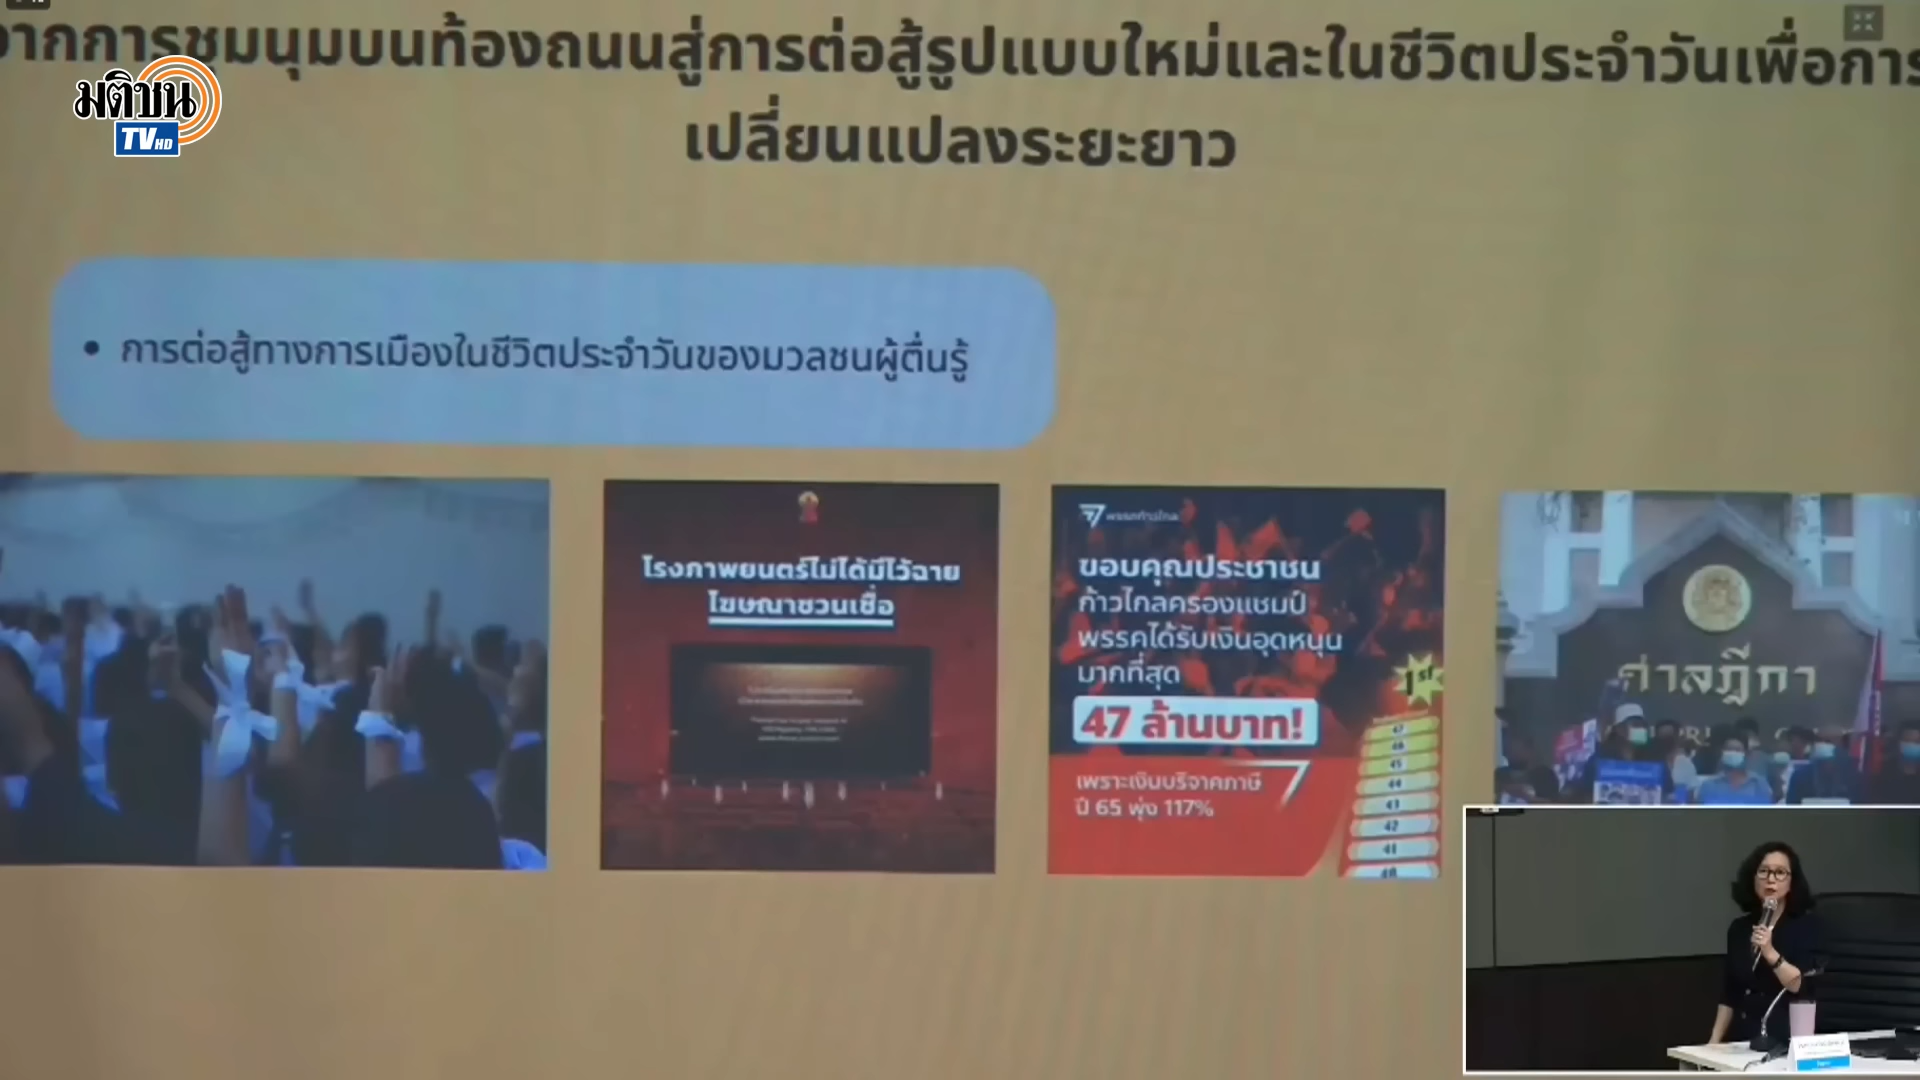 จากการชุมนุมบนท้องถนนสู่การต่อสู้รูปแบบใหม่และในชีวิตประจำวันเพื่อการ
เปลี่ยนแปลงระยะยาว
มติชน
TV HD
• การต่อสู้ทางการเมืองในชีวิตประจำวันของมวลชนผู้ตื่นรู้
โรงภาพยนตร์ไม่ได้มีไว้ฉาย
โฆษณาชวนเชื่อ
พรรคก้าวไกล
ขอบคุณประชาชน
ก้าวไกลครองแชมป์
พรรคได้รับเงินอุดหนุน
มากที่สุด
47 ล้านบาท!
เพราะเงินบริจาคภาษี
ปี 65 พุ่ง 117%
1st
47
46
45
44
43
42
41
40
ศาลฎีกา